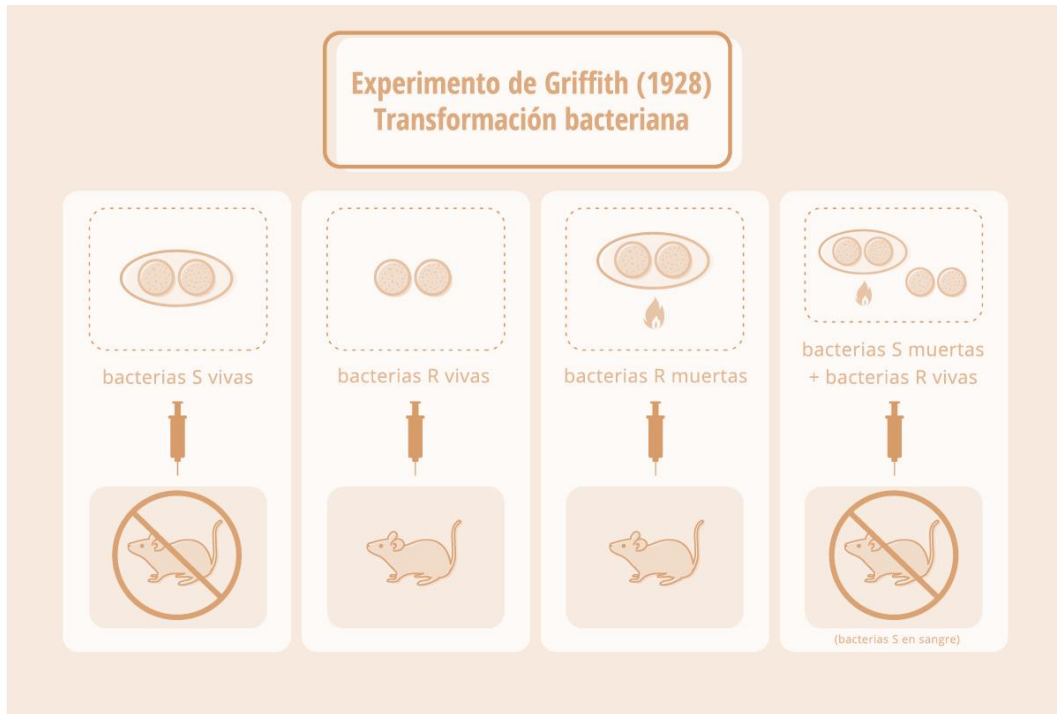 Experimento de Griffith (1928)
Transformación bacteriana
bacterias S vivas
bacterias R vivas
bacterias R muertas
bacterias S muertas
+ bacterias R vivas
(bacterias S en sangre)